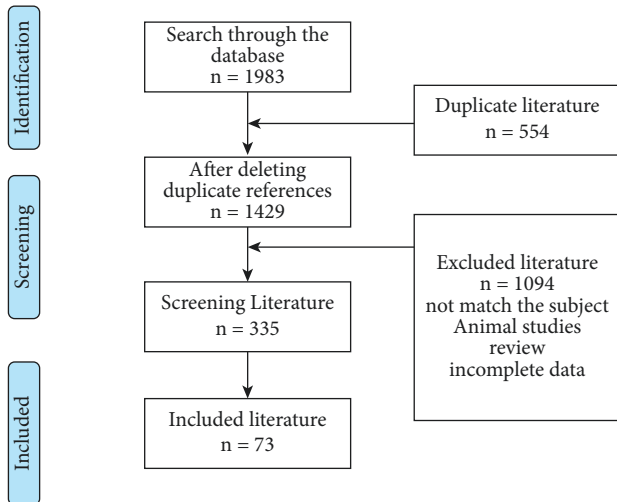 Identification
Search through the
database
n = 1983
Duplicate literature
n = 554
After deleting
duplicate references
n = 1429
Screening
Excluded literature
n = 1094
not match the subject
Animal studies
review
incomplete data
Screening Literature
n = 335
Included
Included literature
n = 73